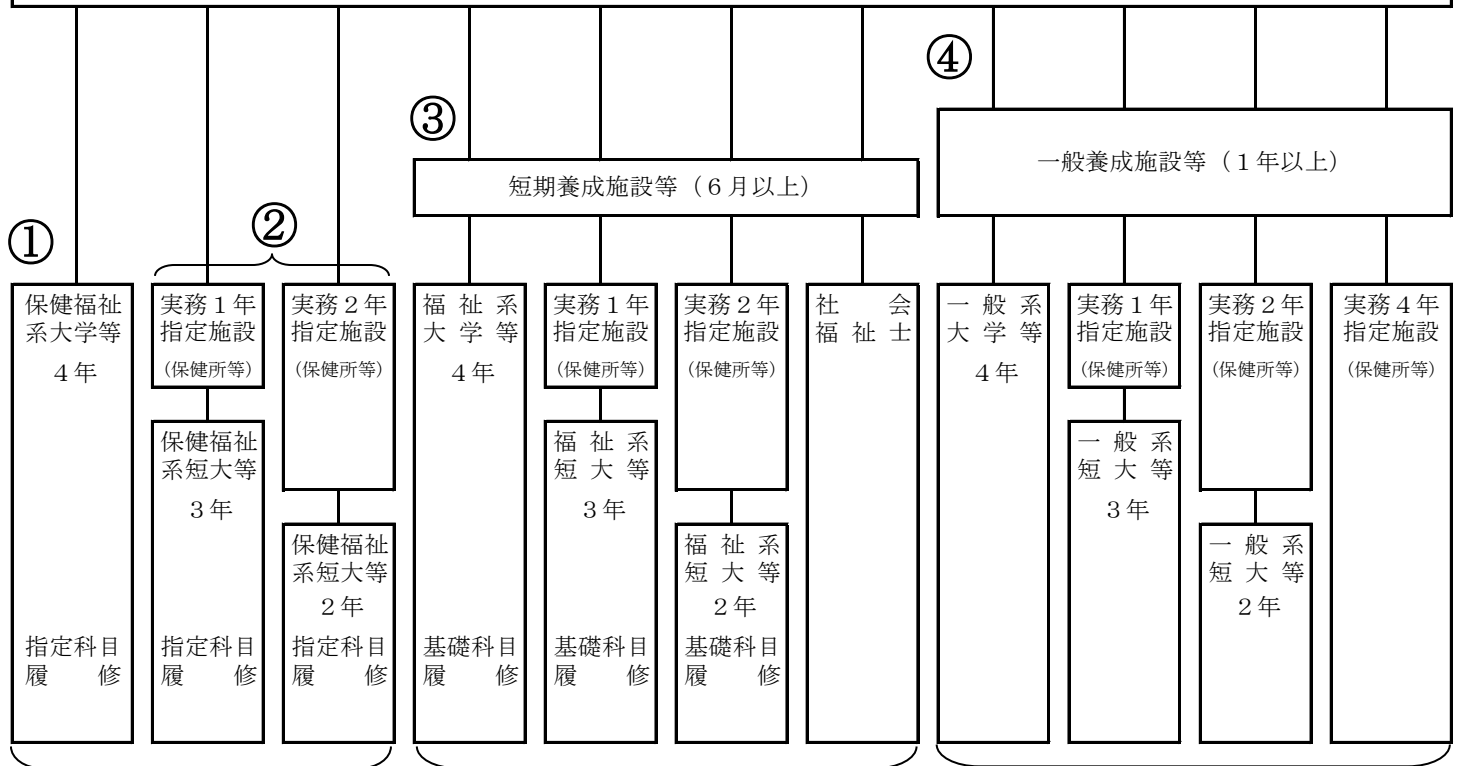 ④
③
一般養成施設等（１年以上）
短期養成施設等（６月以上）
①
②
保健福祉
系大学等
４年
指定科目
履修
実務１年
指定施設
(保健所等)
保健福祉
系短大等
３年
指定科目
履修
実務２年
指定施設
(保健所等)
保健福祉
系短大等
２年
指定科目
履修
福祉系
大学等
４年
基礎科目
履修
実務１年
指定施設
(保健所等)
福祉系
短大等
３年
基礎科目
履修
実務２年
指定施設
(保健所等)
福祉系
短大等
２年
基礎科目
履修
社会
福祉士
一般系
大学等
４年
実務１年
指定施設
(保健所等)
一般系
短大等
３年
実務２年
指定施設
(保健所等)
一般系
短大等
２年
実務４年
指定施設
(保健所等)